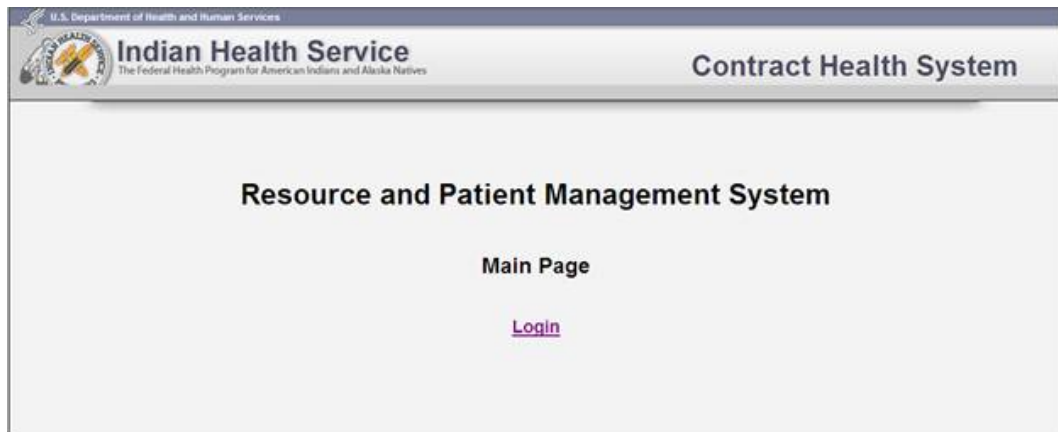 U.S. Department of Health and Human Services
Indian Health Service
The Federal Health Program for American Indians and Alaska Natives
Contract Health System
Resource and Patient Management System
Main Page
Login